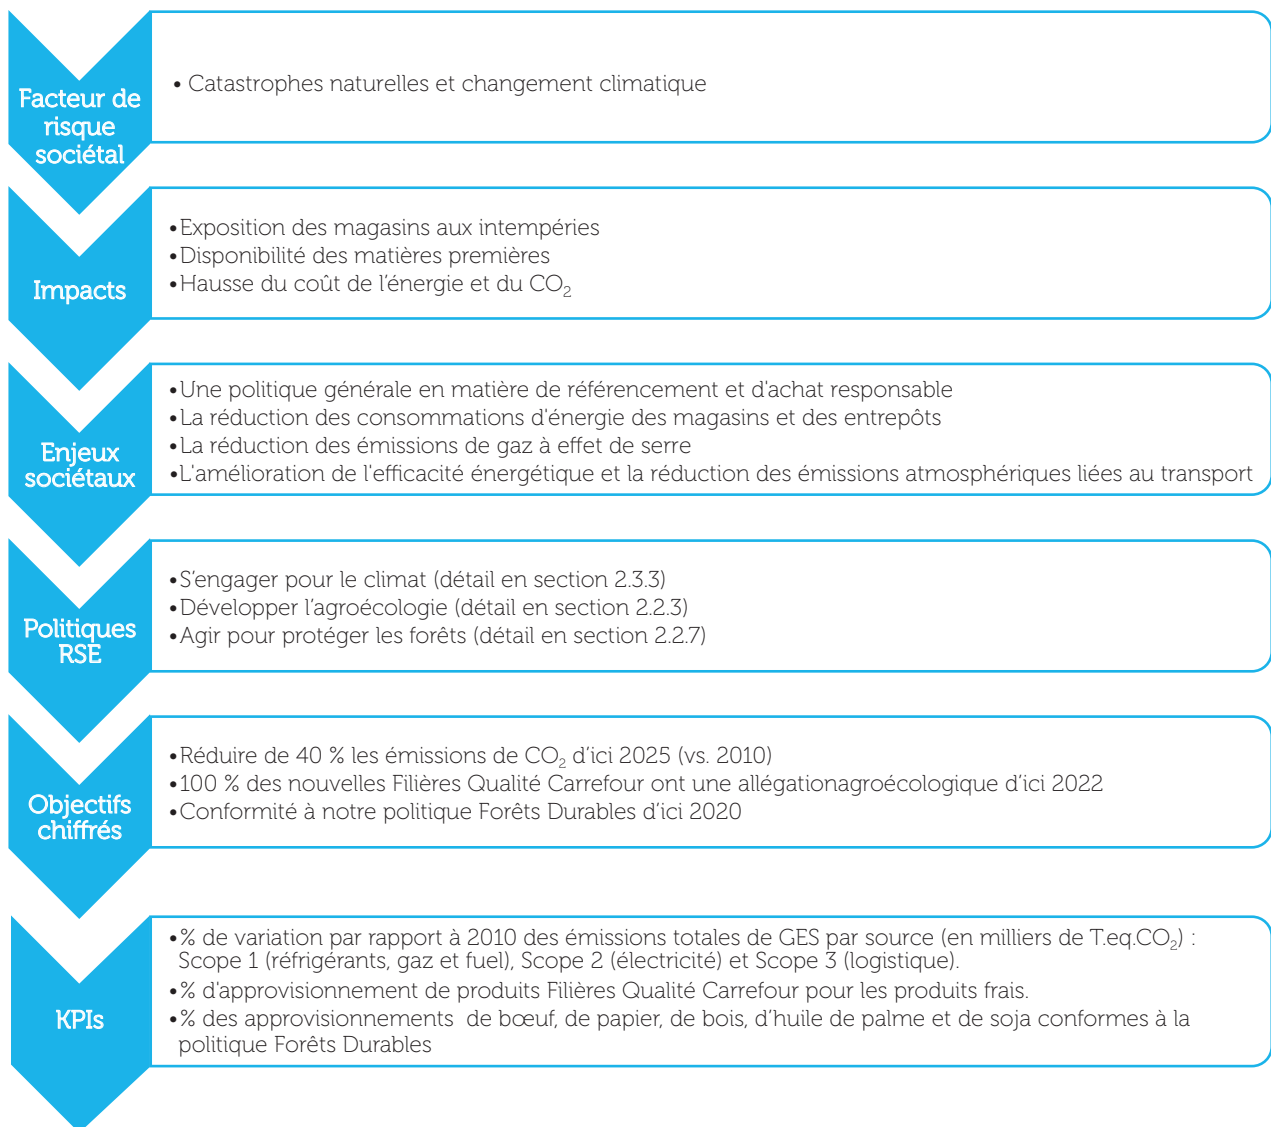 Facteur de
risque
sociétal
• Catastrophes naturelles et changement climatique
Impacts
•Exposition des magasins aux intempéries
•Disponibilité des matières premières
•Hausse du coût de l’énergie et du CO₂
Enjeux
sociétaux
•Une politique générale en matière de référencement et d'achat responsable
•La réduction des consommations d'énergie des magasins et des entrepôts
•La réduction des émissions de gaz à effet de serre
•L'amélioration de l'efficacité énergétique et la réduction des émissions atmosphériques liées au transport
Politiques
RSE
•S’engager pour le climat (détail en section 2.3.3)
•Développer l’agroécologie (détail en section 2.2.3)
•Agir pour protéger les forêts (détail en section 2.2.7)
Objectifs
chiffrés
•Réduire de 40 % les émissions de CO₂ d’ici 2025 (vs. 2010)
•100 % des nouvelles Filières Qualité Carrefour ont une allégationagroécologique d’ici 2022
•Conformité à notre politique Forêts Durables d’ici 2020
KPIs
•% de variation par rapport à 2010 des émissions totales de GES par source (en milliers de T.eq.CO₂) :
Scope 1 (réfrigérants, gaz et fuel), Scope 2 (électricité) et Scope 3 (logistique).
•% d'approvisionnement de produits Filières Qualité Carrefour pour les produits frais.
•% des approvisionnements  de bœuf, de papier, de bois, d’huile de palme et de soja conformes à la
politique Forêts Durables